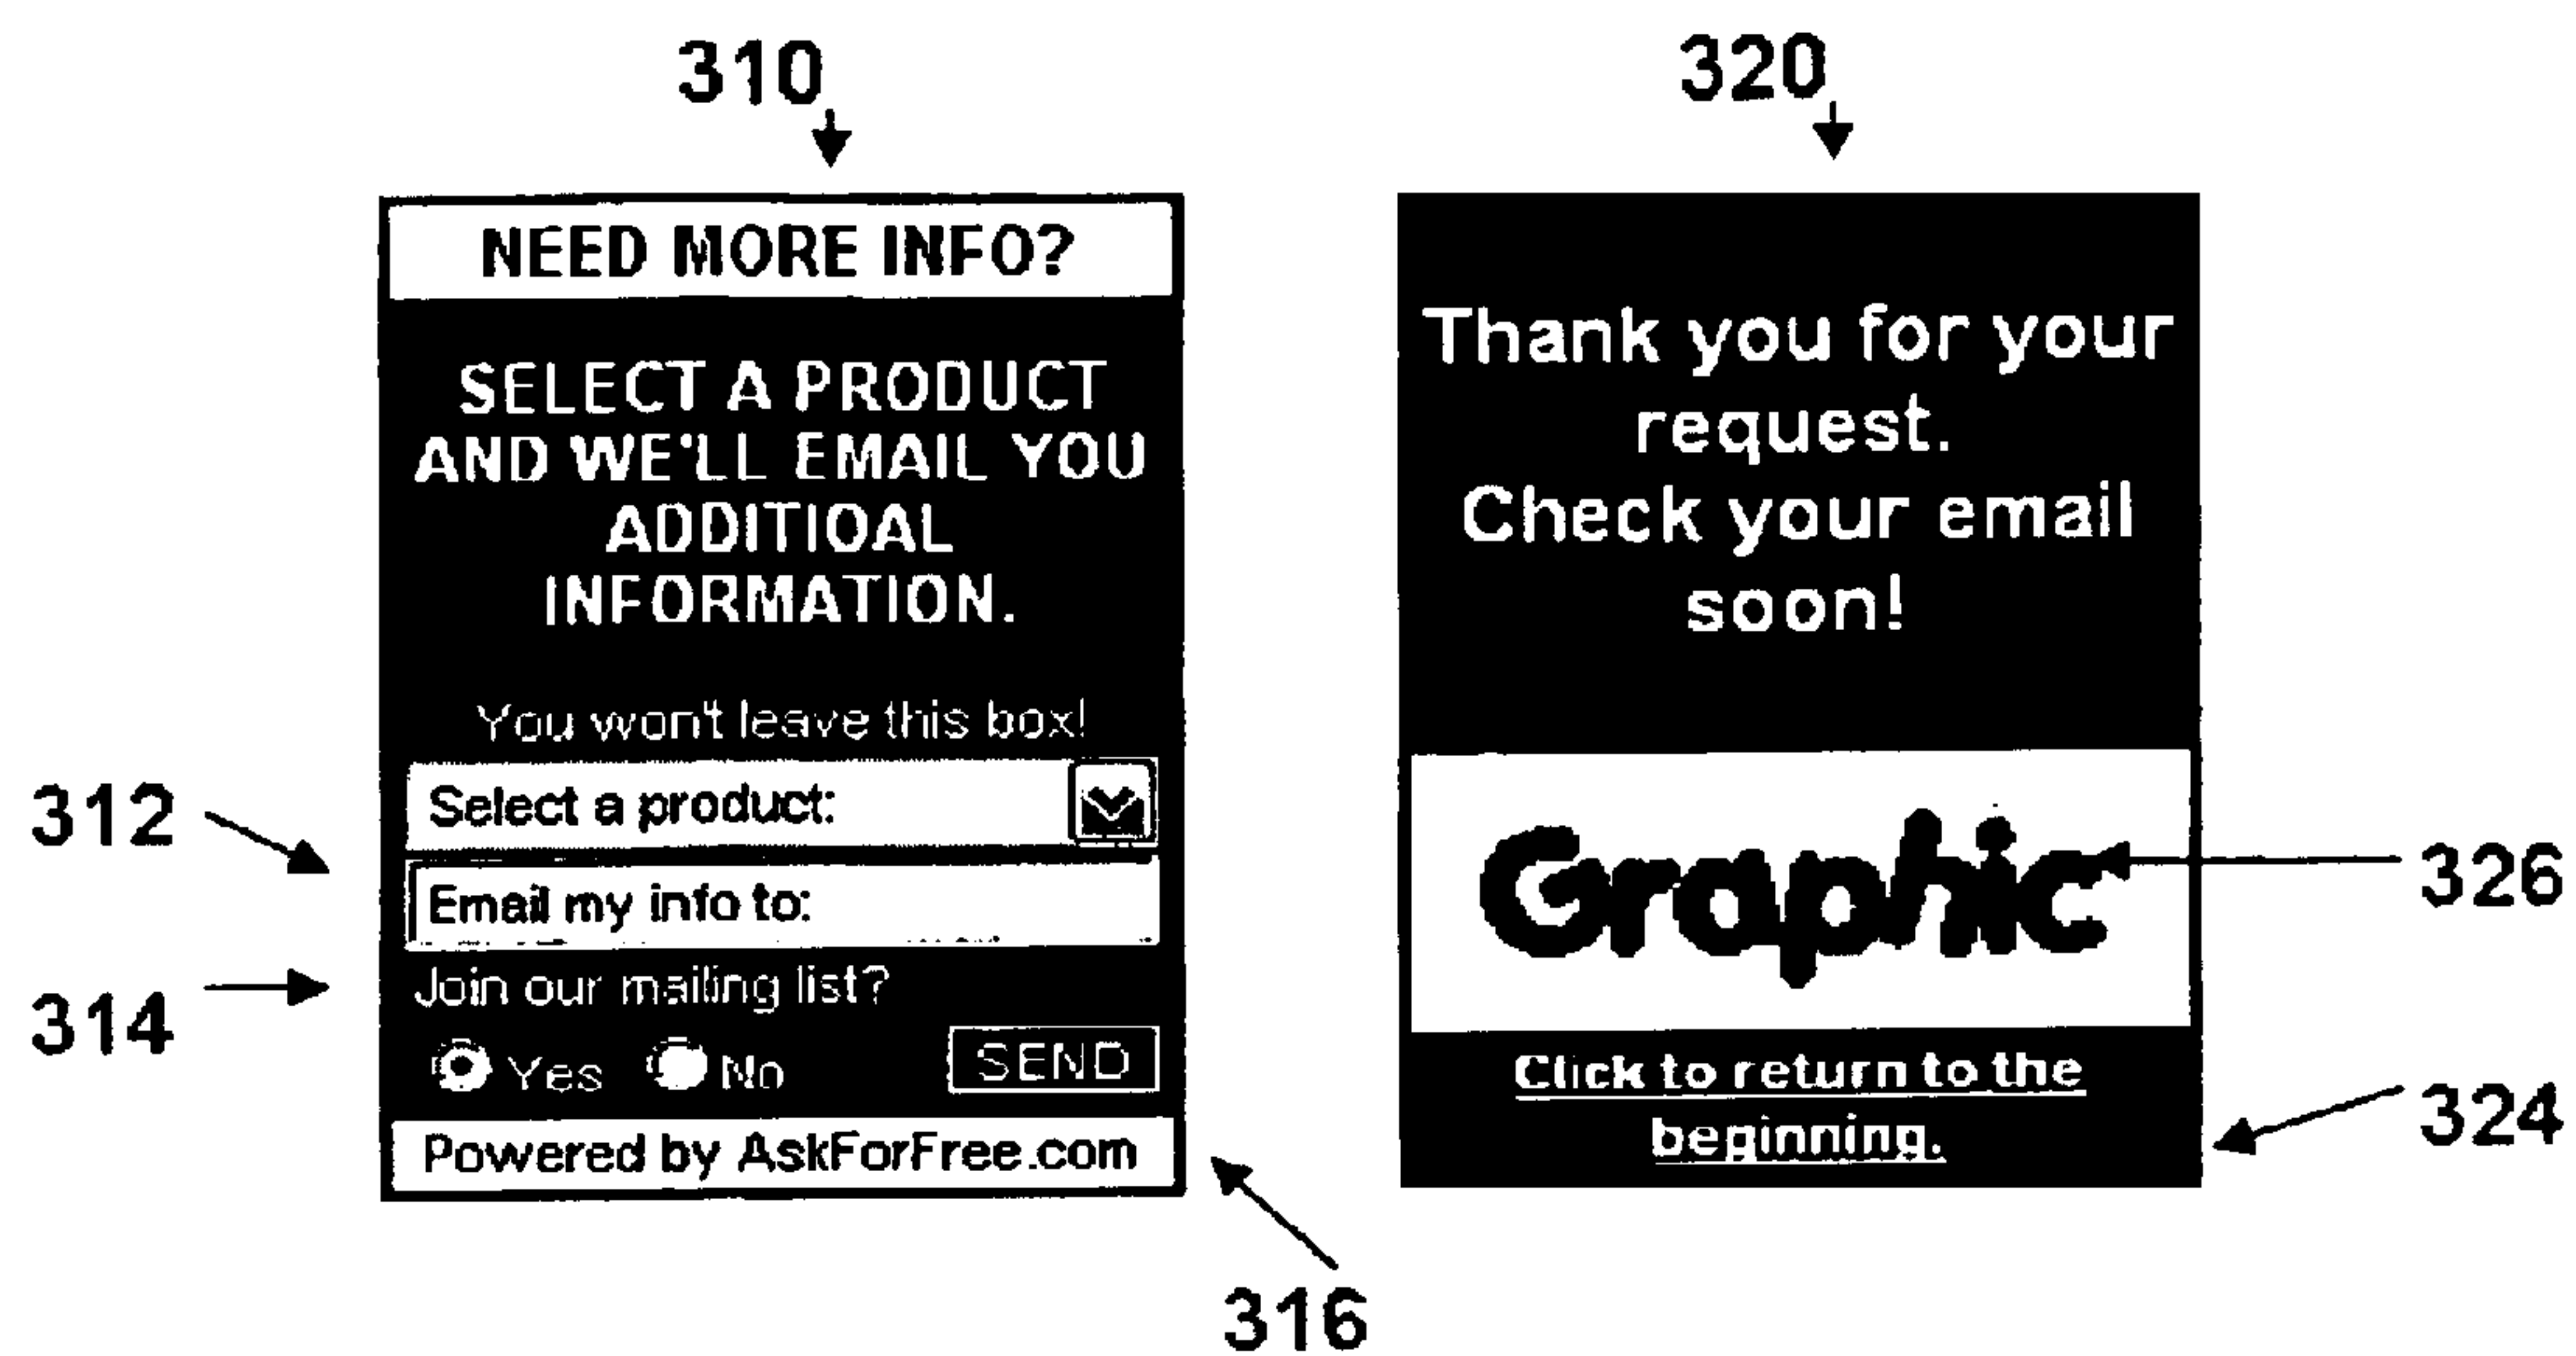 310
320
NEED MORE INFO?
SELECT A PRODUCT
AND WE'LL EMAIL YOU
ADDITIOAL
INFORMATION.
You won't leave this box!
Select a product:
Email my info to:
Join our mailing list?
Yes No SEND
Powered by AskForFree.com
312
314
316
Thank you for your
request.
Check your email
soon!
Graphic
Click to return to the
beginning.
326
324